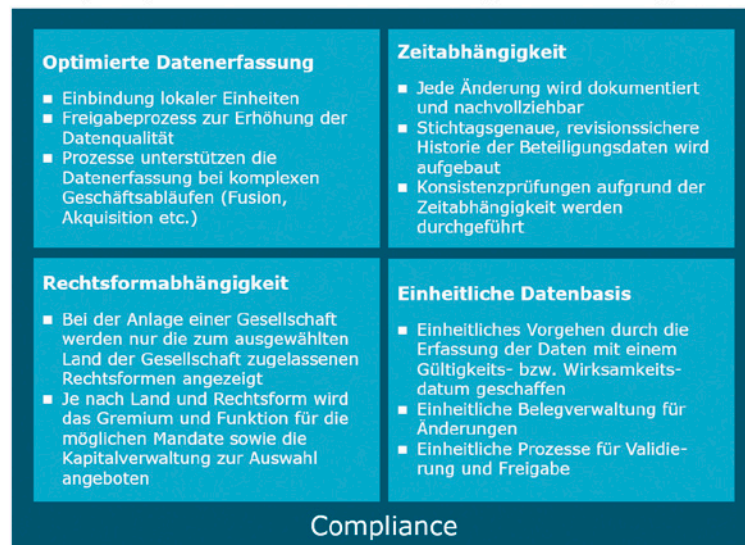 Optimierte Datenerfassung
■ Einbindung lokaler Einheiten
■ Freigabeprozess zur Erhöhung der
Datenqualität
■ Prozesse unterstützen die
Datenerfassung bei komplexen
Geschäftsabläufen (Fusion,
Akquisition etc.)
Zeitabhängigkeit
■ Jede Änderung wird dokumentiert
und nachvollziehbar
■ Stichtagsgenaue, revisionssichere
Historie der Beteiligungsdaten wird
aufgebaut
■ Konsistenzprüfungen aufgrund der
Zeitabhängigkeit werden
durchgeführt
Rechtsformabhängigkeit
■ Bei der Anlage einer Gesellschaft
werden nur die zum ausgewählten
Land der Gesellschaft zugelassenen
Rechtsformen angezeigt
■ Je nach Land und Rechtsform wird
das Gremium und Funktion für die
möglichen Mandate sowie die
Kapitalverwaltung zur Auswahl
angeboten
Einheitliche Datenbasis
■ Einheitliches Vorgehen durch die
Erfassung der Daten mit einem
Gültigkeits- bzw. Wirksamkeits-
datum geschaffen
■ Einheitliche Belegverwaltung für
Änderungen
■ Einheitliche Prozesse für Validie-
rung und Freigabe
Compliance